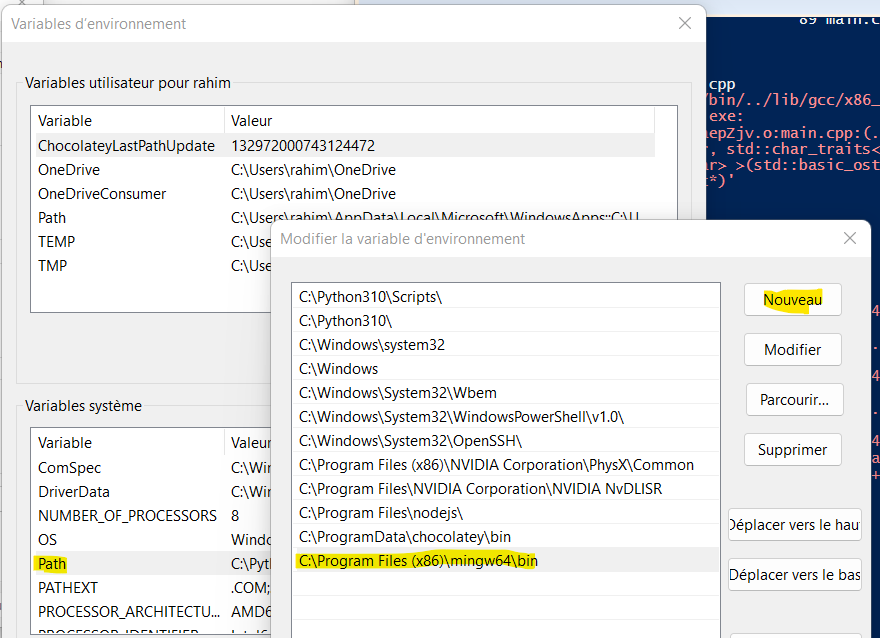 89 main.c
Variables d'environnement
Variables utilisateur pour rahim
Variable Valeur
ChocolateyLastPathUpdate 132972000743124472
OneDrive C:\Users\rahim\OneDrive
OneDriveConsumer C:\Users\rahim\OneDrive
Path C:\Users\rahim\AppData\Local\Microsoft\WindowsApps;C:\U
TEMP C:\Use
TMP C:\Use
.cpp
/bin/../lib/gcc/x86_
.exe:
epZjv.o:main.cpp:(.
, std::char_traits<
ar> >(std::basic_ost
*)'
Modifier la variable d'environnement
C:\Python310\Scripts\
C:\Python310\
C:\Windows\system32
C:\Windows
C:\Windows\System32\Wbem
C:\Windows\System32\WindowsPowerShell\v1.0\
C:\Windows\System32\OpenSSH\
C:\Program Files (x86)\NVIDIA Corporation\PhysX\Common
C:\Program Files\NVIDIA Corporation\NVIDIA NvDLISR
C:\Program Files\nodejs\
C:\ProgramData\chocolatey\bin
C:\Program Files (x86)\mingw64\bin
Nouveau
Modifier
Parcourir...
Supprimer
Déplacer vers le hau
Déplacer vers le bas
Variables système
Variable Valeur
ComSpec C:\Win
DriverData C:\Win
NUMBER_OF_PROCESSORS 8
OS Windo
Path C:\Pyt
PATHEXT .COM;
PROCESSOR_ARCHITECTU... AMD6
PROCESSOR_IDENTIFIER